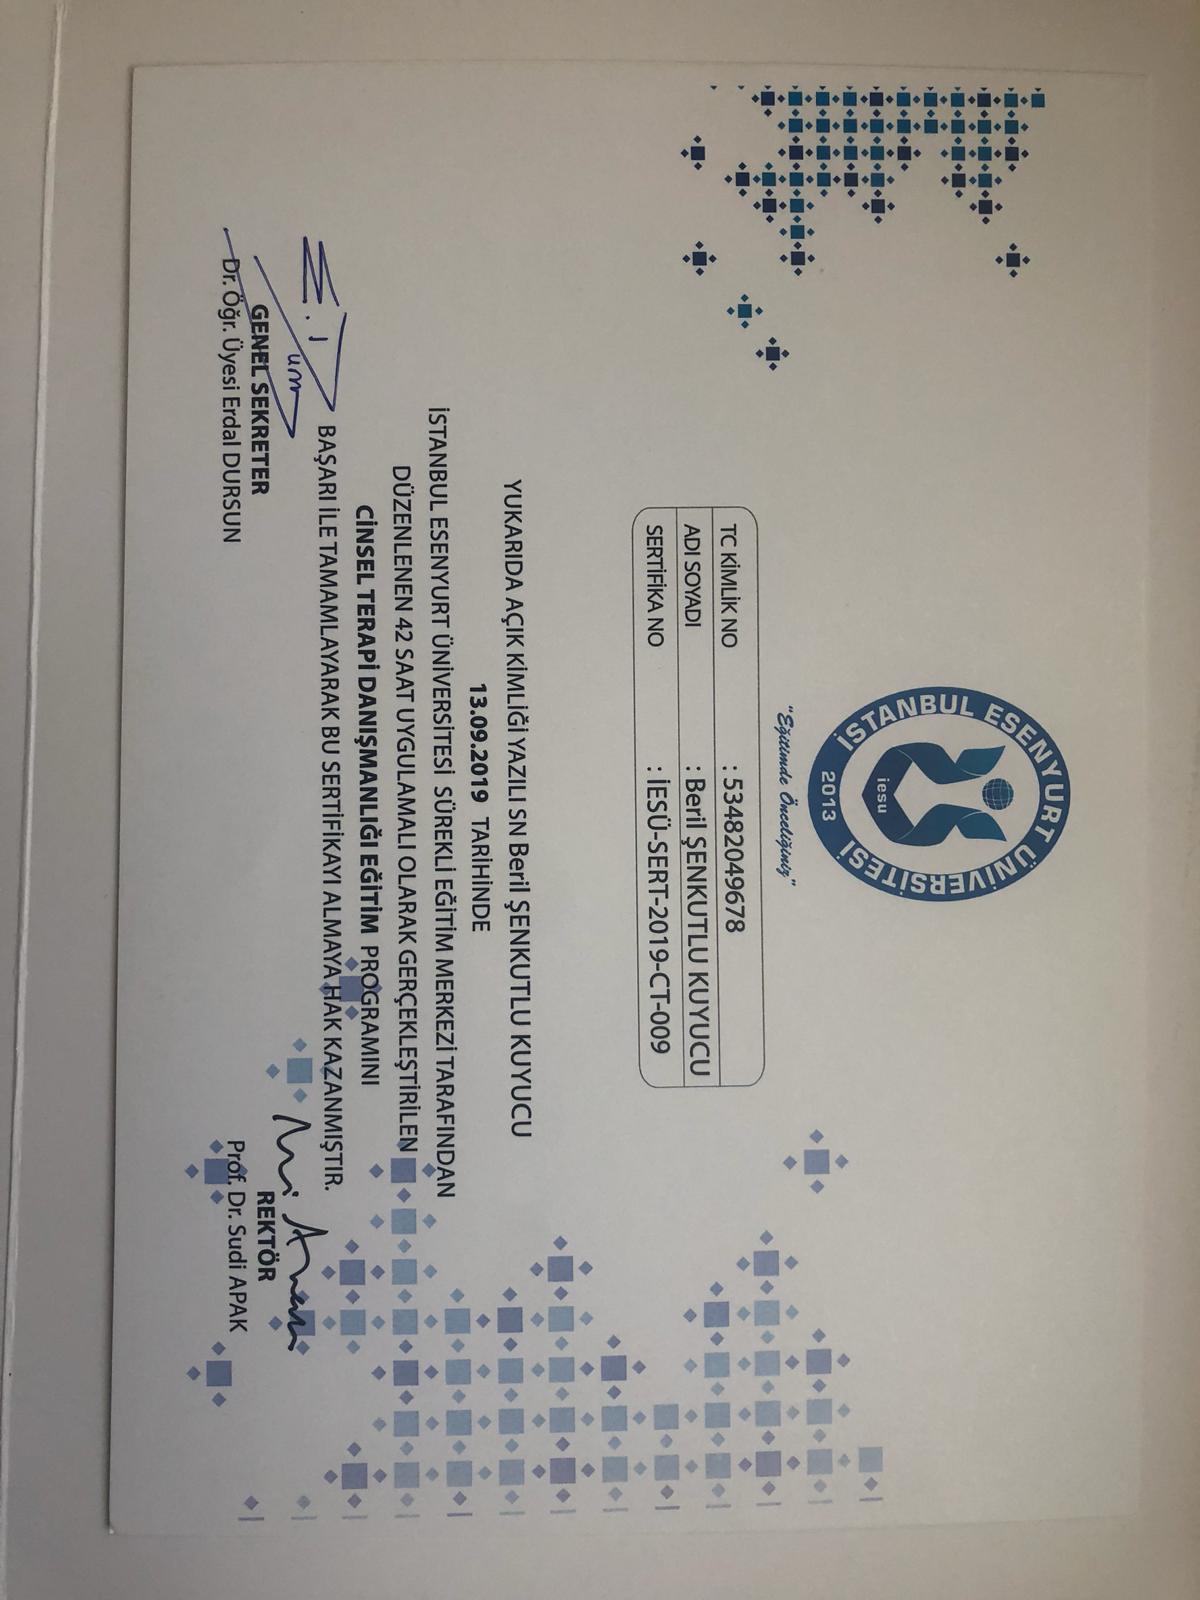 İSTANBUL ESENYURT ÜNİVERSİTESİ
iesu
2013
"Eğitimde Önceliğiniz"
TC KİMLİK NO : 53482049678
ADI SOYADI : Beril ŞENKUTLU KUYUCU
SERTİFİKA NO : İESÜ-SERT-2019-CT-009
YUKARIDA AÇIK KİMLİĞİ YAZILI SN Beril ŞENKUTLU KUYUCU
13.09.2019 TARİHİNDE
İSTANBUL ESENYURT ÜNİVERSİTESİ SÜREKLİ EĞİTİM MERKEZİ TARAFINDAN
DÜZENLENEN 42 SAAT UYGULAMALI OLARAK GERÇEKLEŞTİRİLEN
CİNSEL TERAPİ DANIŞMANLIĞI EĞİTİM PROGRAMINI
BAŞARI İLE TAMAMLAYARAK BU SERTİFİKAYI ALMAYA HAK KAZANMIŞTIR.
GENEL SEKRETER
Dr. Öğr. Üyesi Erdal DURSUN
REKTÖR
Prof. Dr. Sudi APAK